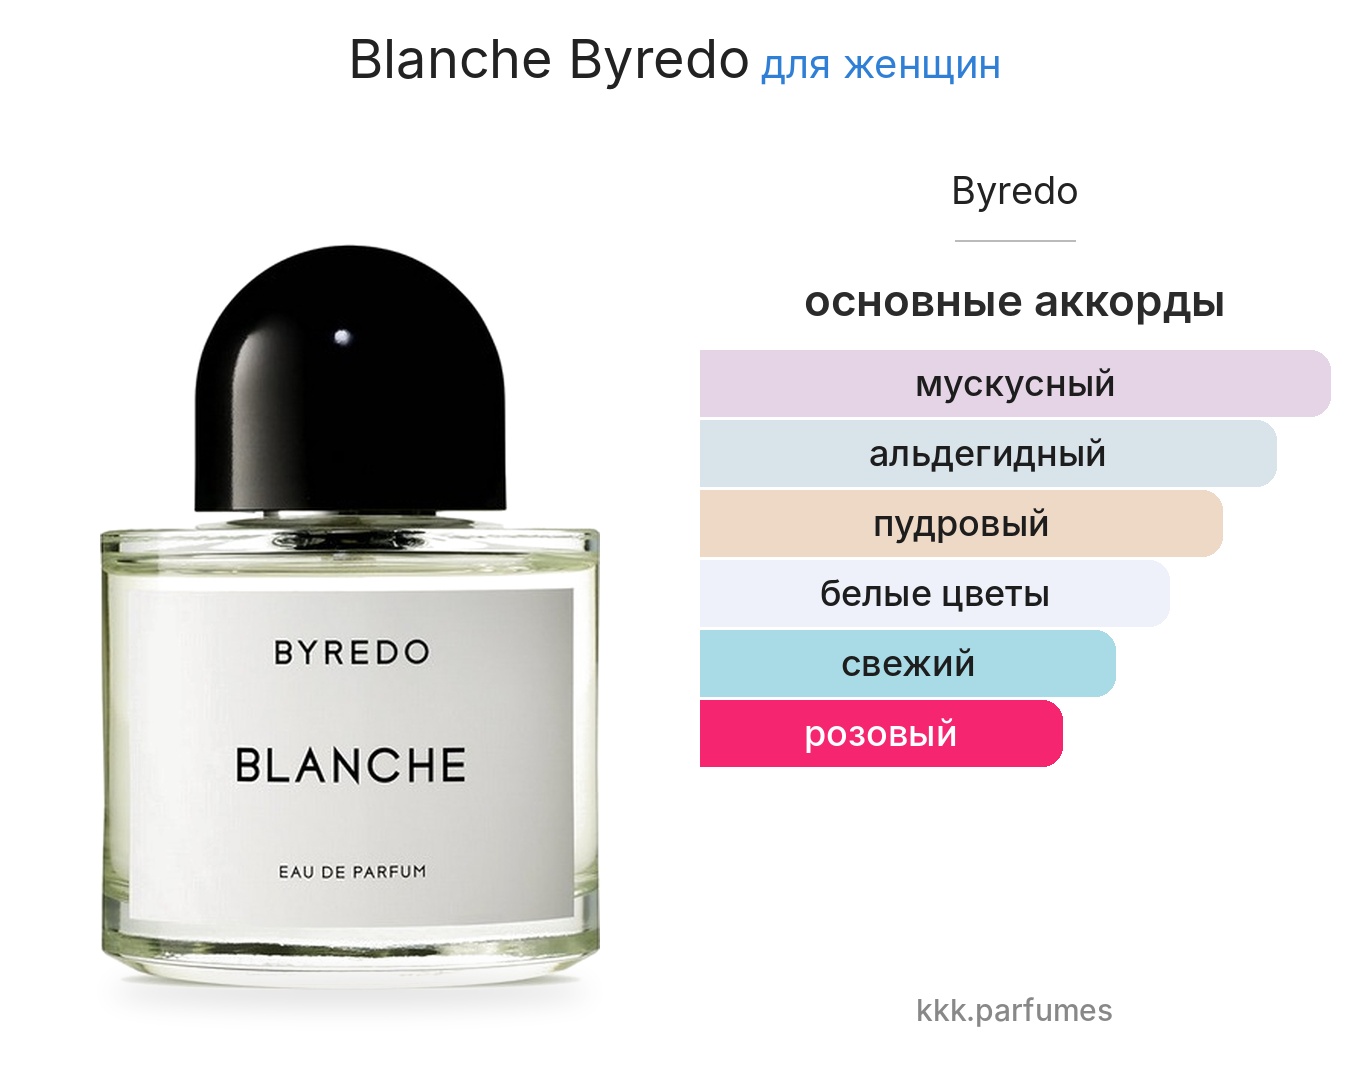 Blanche Byredo для женщин
Byredo
основные аккорды
мускусный
альдегидный
пудровый
белые цветы
свежий
розовый
BYREDO
BLANCHE
EAU DE PARFUM
kkk.parfumes